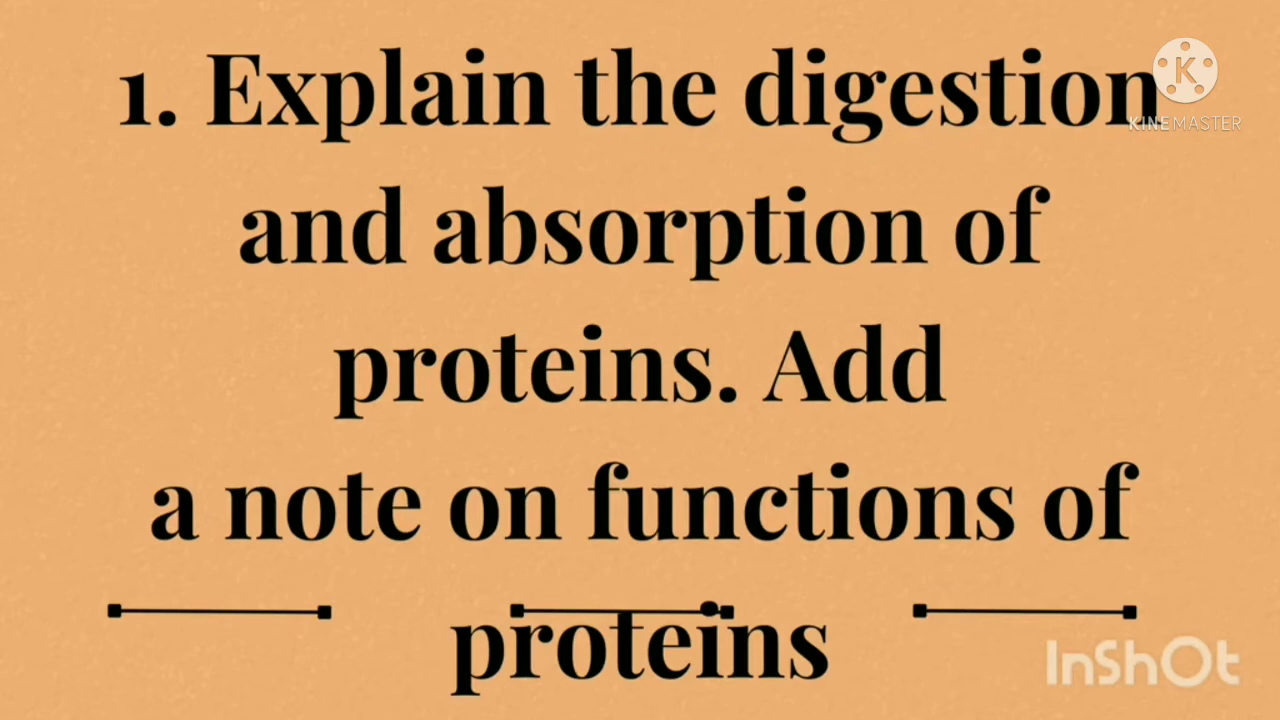 1. Explain the digestion
and absorption of
proteins. Add
a note on functions of
proteins
K
KINEMASTER
InShOt